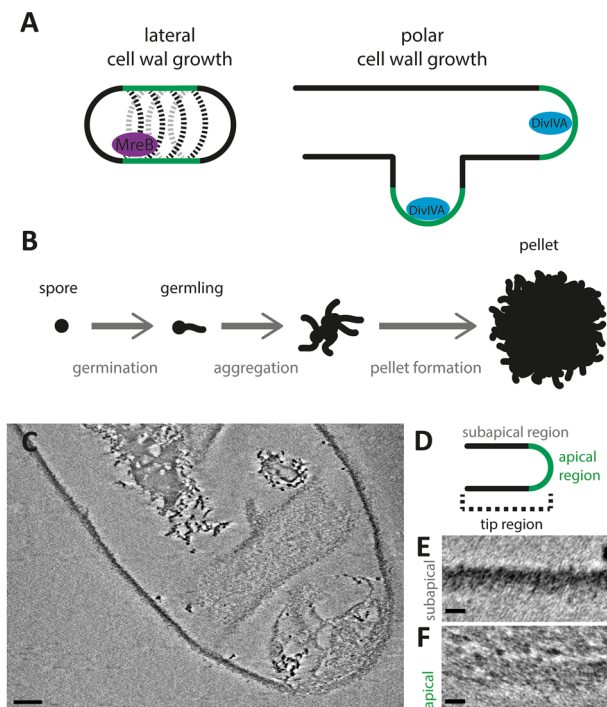 A
lateral
cell wal growth
polar
cell wall growth
MreB
DivIVA
DivIVA
B
spore
germling
pellet
germination
aggregation
pellet formation
C
D
subapical region
apical
region
tip region
E
subapical
F
apical